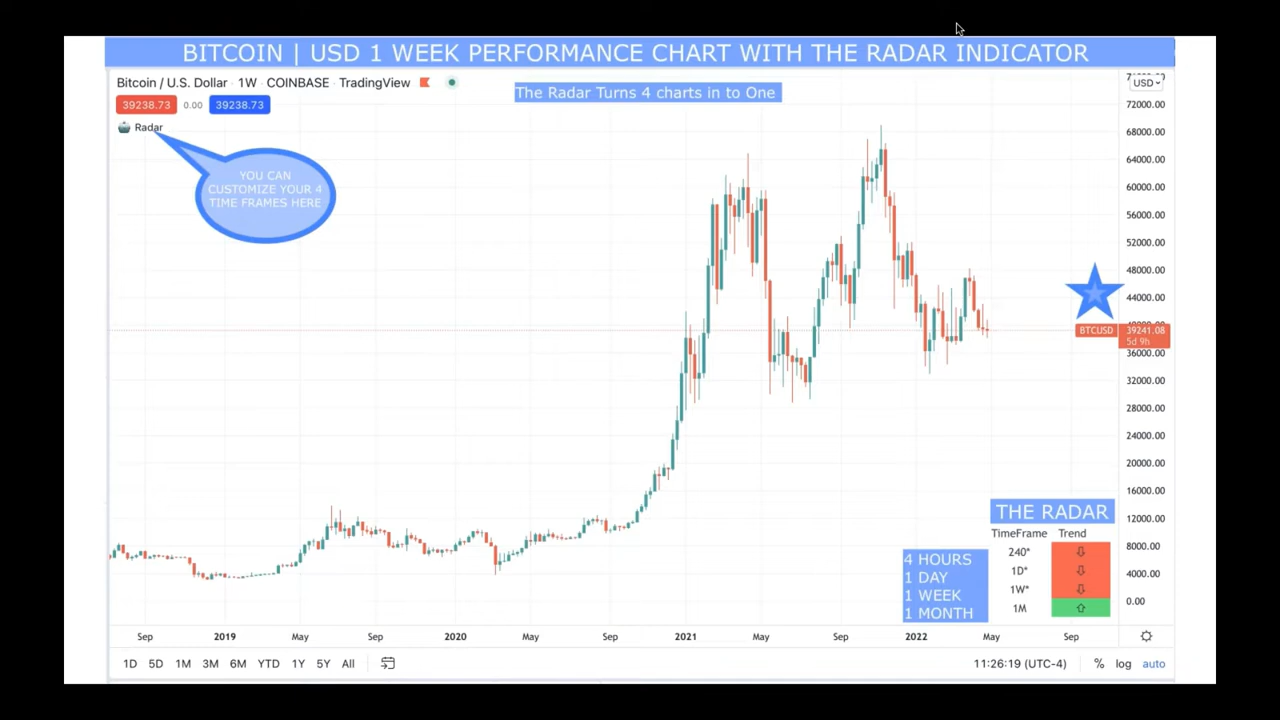 BITCOIN | USD 1 WEEK PERFORMANCE CHART WITH THE RADAR INDICATOR
Bitcoin / U.S. Dollar · 1W · COINBASE · TradingView
The Radar Turns 4 charts in to One
39238.73 0.00 39238.73
Radar
YOU CAN
CUSTOMIZE YOUR 4
TIME FRAMES HERE
USD
72000.00
68000.00
64000.00
60000.00
56000.00
52000.00
48000.00
44000.00
BTCUSD 39241.08
5d 9h
36000.00
32000.00
28000.00
24000.00
20000.00
16000.00
12000.00
8000.00
4000.00
0.00
THE RADAR
TimeFrame Trend
240* ⇩
1D* ⇩
1W* ⇩
1M ⇧
4 HOURS
1 DAY
1 WEEK
1 MONTH
Sep 2019 May Sep 2020 May Sep 2021 May Sep 2022 May Sep
1D 5D 1M 3M 6M YTD 1Y 5Y All 11:26:19 (UTC-4) % log auto